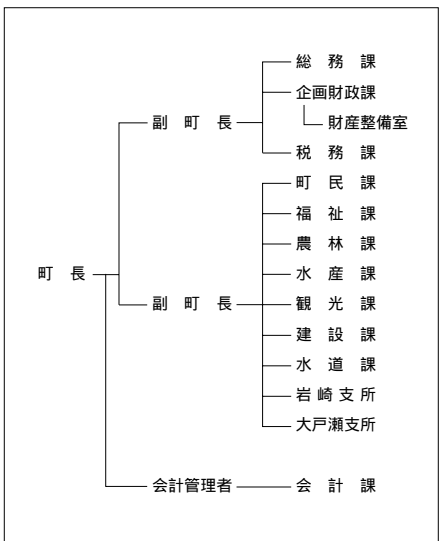 町長
副町長
総務課
企画財政課
財産整備室
税務課
副町長
町民課
福祉課
農林課
水産課
観光課
建設課
水道課
岩崎支所
大戸瀬支所
会計管理者
会計課